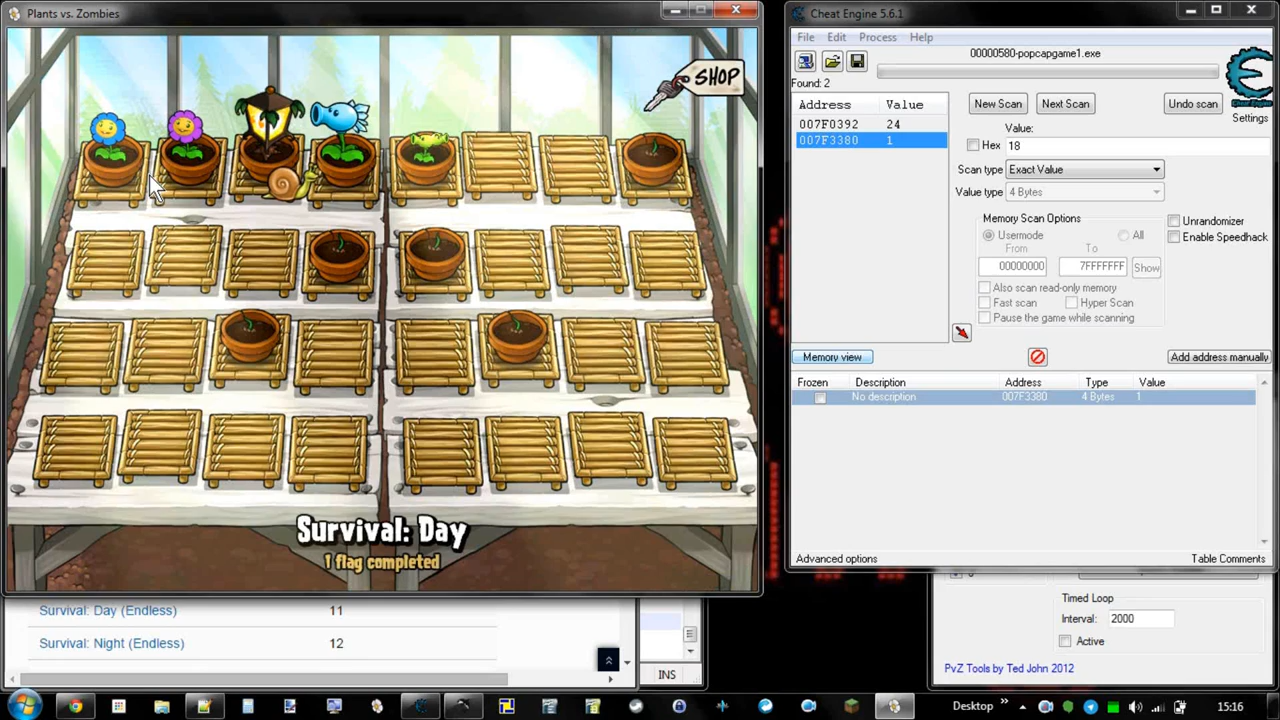 Plants vs. Zombies
SHOP
Survival: Day
1 flag completed
Survival: Day (Endless) 11
Survival: Night (Endless) 12
INS
Cheat Engine 5.6.1
File Edit Process Help
00000580-popcapgame1.exe
Found: 2
Address Value
007F0392 24
007F3380 1
New Scan Next Scan Undo scan
Settings
Value:
Hex 18
Scan type Exact Value
Value type 4 Bytes
Memory Scan Options
Usermode All
From To
00000000 7FFFFFFF Show
Also scan read-only memory
Fast scan Hyper Scan
Pause the game while scanning
Unrandomizer
Enable Speedhack
Memory view Add address manually
Frozen Description Address Type Value
No description 007F3380 4 Bytes 1
Advanced options Table Comments
Timed Loop
Interval: 2000
Active
PvZ Tools by Ted John 2012
Desktop 15:16